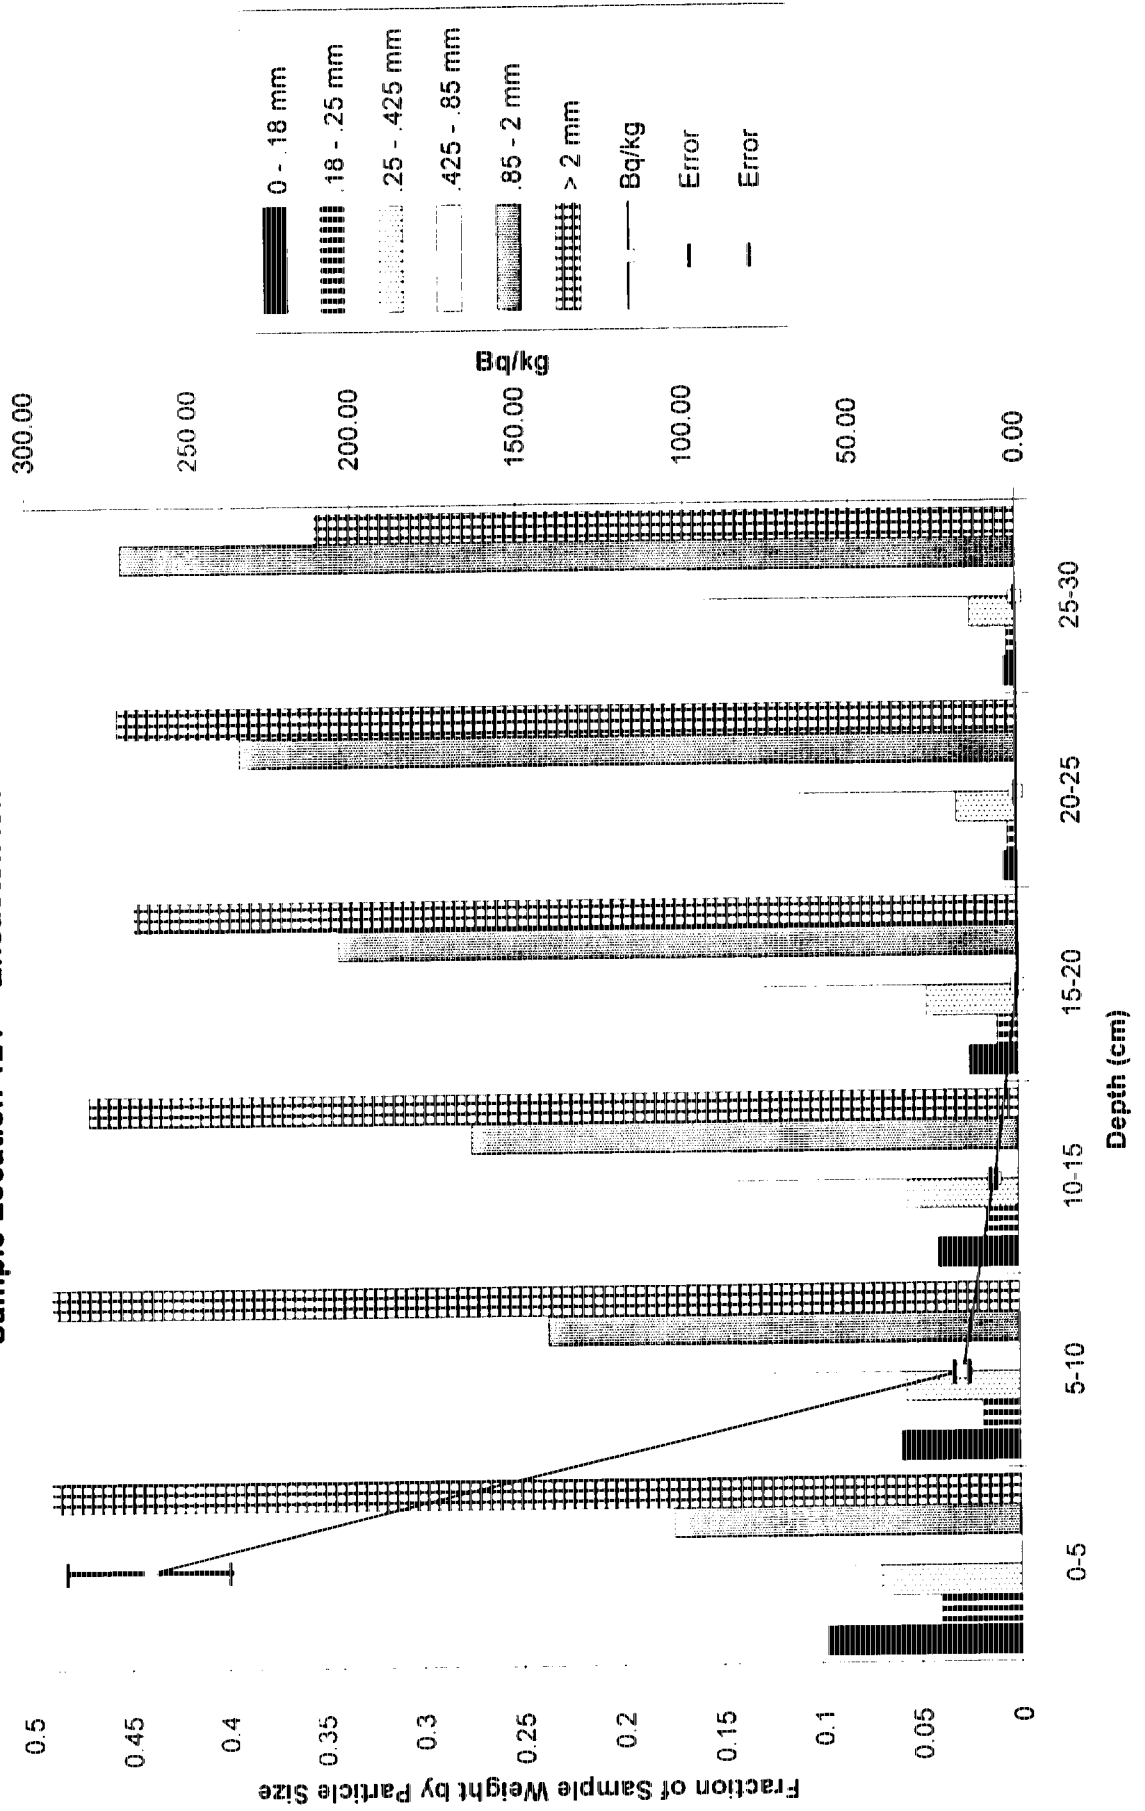 0.5
0.45
0.4
0.35
0.3
0.25
0.2
0.15
0.1
0.05
0
Fraction of Sample Weight by Particle Size
0-5
5-10
10-15
15-20
20-25
25-30
Depth (cm)
300.00
250 00
200.00
150.00
100.00
50.00
0.00
Bq/kg
0 - .18 mm
.18 - .25 mm
.25 - .425 mm
.425 - .85 mm
.85 - 2 mm
> 2 mm
Bq/kg
Error
Error